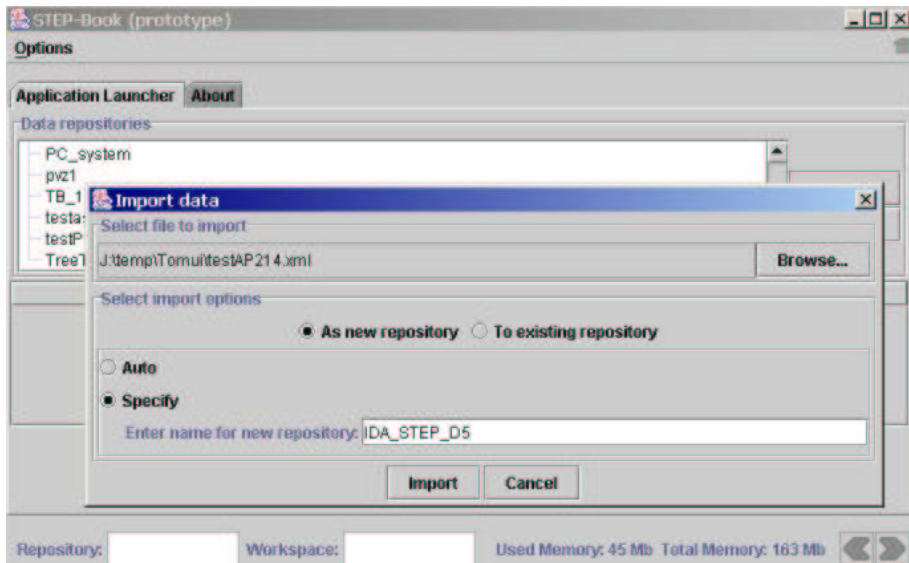 STEP-Book (prototype)
Options
Application Launcher About
Data repositories
PC_system
pvz1
TB_1
testa
testP
Tree
Import data
Select file to import
J:\temp\Tomui\testAP214.xml Browse...
Select import options
As new repository To existing repository
Auto
Specify
Enter name for new repository: IDA_STEP_D5
Import Cancel
Repository: Workspace: Used Memory: 45 Mb Total Memory: 163 Mb